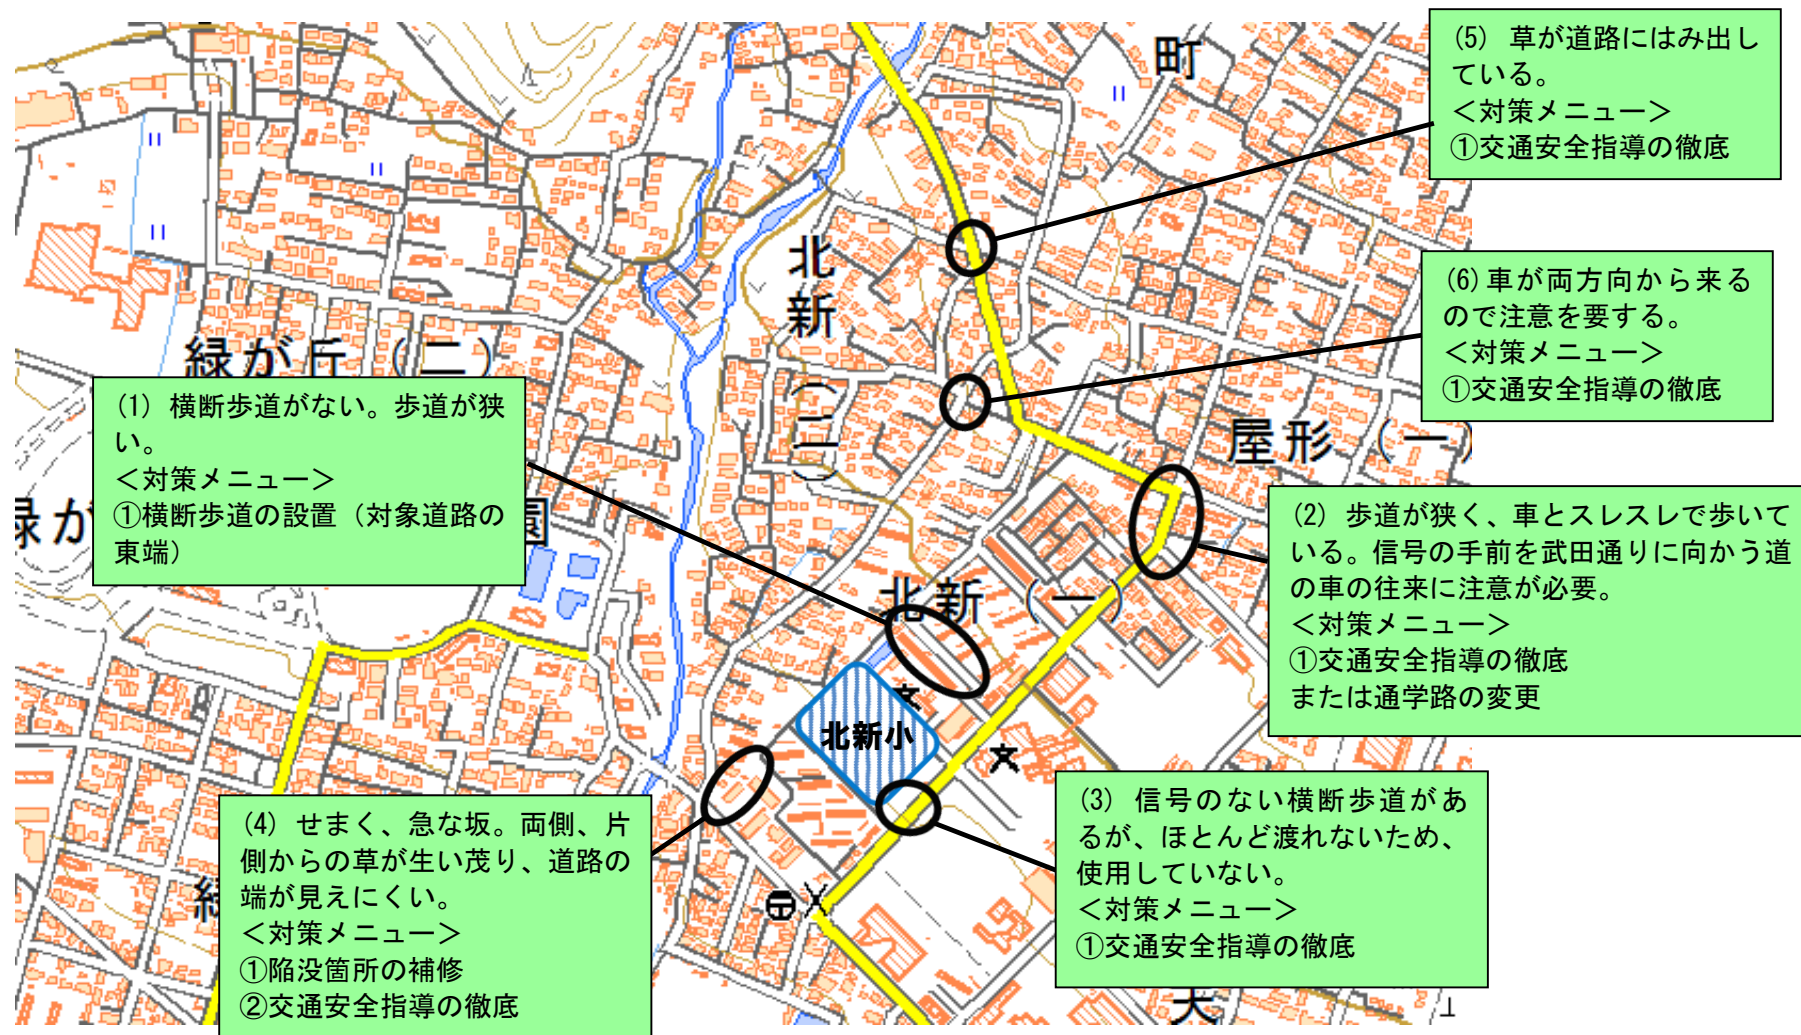 (5) 草が道路にはみ出し
ている。
＜対策メニュー＞
①交通安全指導の徹底
町
(6)車が両方向から来る
ので注意を要する。
＜対策メニュー＞
①交通安全指導の徹底
北新(二)
緑が丘(二)
屋形(一)
(1) 横断歩道がない。歩道が狭
い。
＜対策メニュー＞
①横断歩道の設置（対象道路の
東端）
緑が
園
(2) 歩道が狭く、車とスレスレで歩いて
いる。信号の手前を武田通りに向かう道
の車の往来に注意が必要。
＜対策メニュー＞
①交通安全指導の徹底
または通学路の変更
北新(一)
文
北新小
文
(3) 信号のない横断歩道があ
るが、ほとんど渡れないため、
使用していない。
＜対策メニュー＞
①交通安全指導の徹底
(4) せまく、急な坂。両側、片
側からの草が生い茂り、道路の
端が見えにくい。
＜対策メニュー＞
①陥没箇所の補修
②交通安全指導の徹底